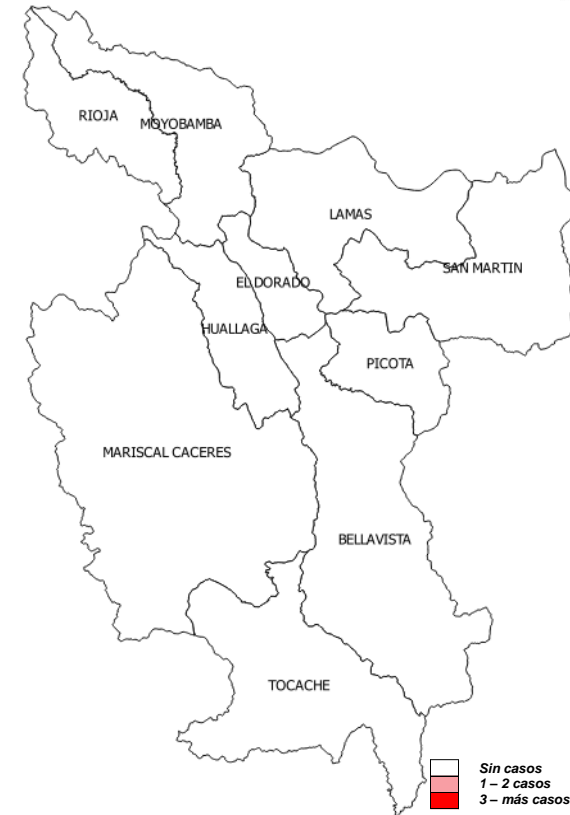 RIOJA
MOYOBAMBA
LAMAS
SAN MARTIN
EL DORADO
HUALLAGA
PICOTA
MARISCAL CACERES
BELLAVISTA
TOCACHE
Sin casos
1 – 2 casos
3 – más casos